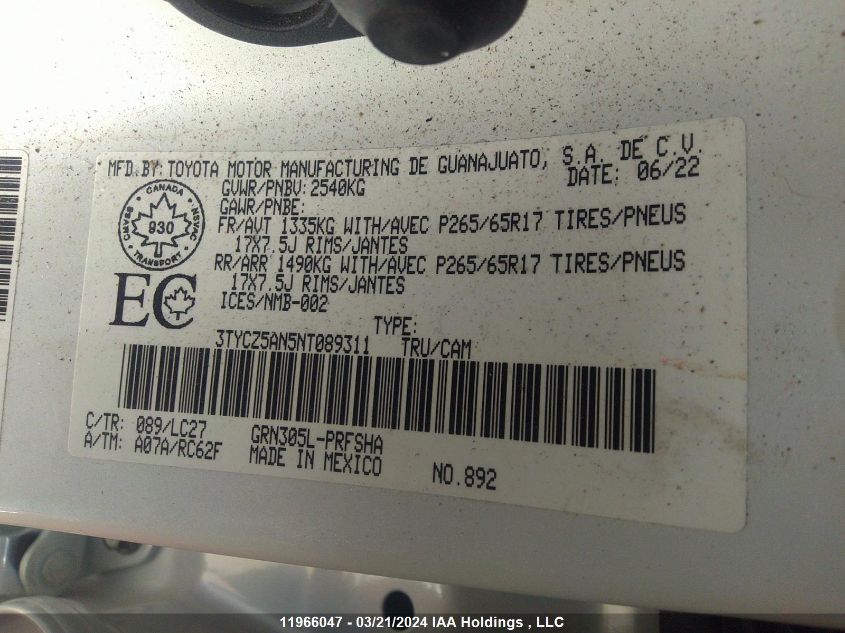 MFD.BY: TOYOTA MOTOR MANUFACTURING DE GUANAJUATO, S.A. DE C.V.
GVWR/PNBV: 2540KG DATE: 06/22
GAWR/PNBE:
FR/AVT 1335KG WITH/AVEC P265/65R17 TIRES/PNEUS
17X7.5J RIMS/JANTES
RR/ARR 1490KG WITH/AVEC P265/65R17 TIRES/PNEUS
17X7.5J RIMS/JANTES
ICES/NMB-002
CANADA
930
TRANSPORT
EC
TYPE:
3TYCZ5AN5NT089311 TRU/CAM
C/TR: 089/LC27 GRN305L-PRFSHA
A/TM: A07A/RC62F MADE IN MEXICO NO.892
11966047 - 03/21/2024 IAA Holdings , LLC